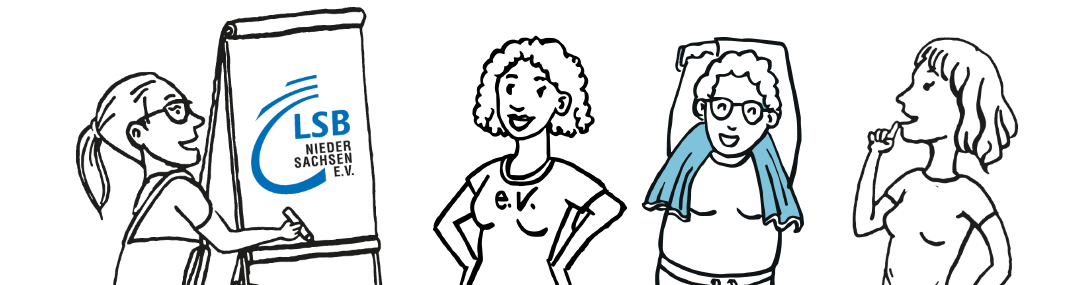 LSB
NIEDER
SACHSEN
E.V.
e.V.